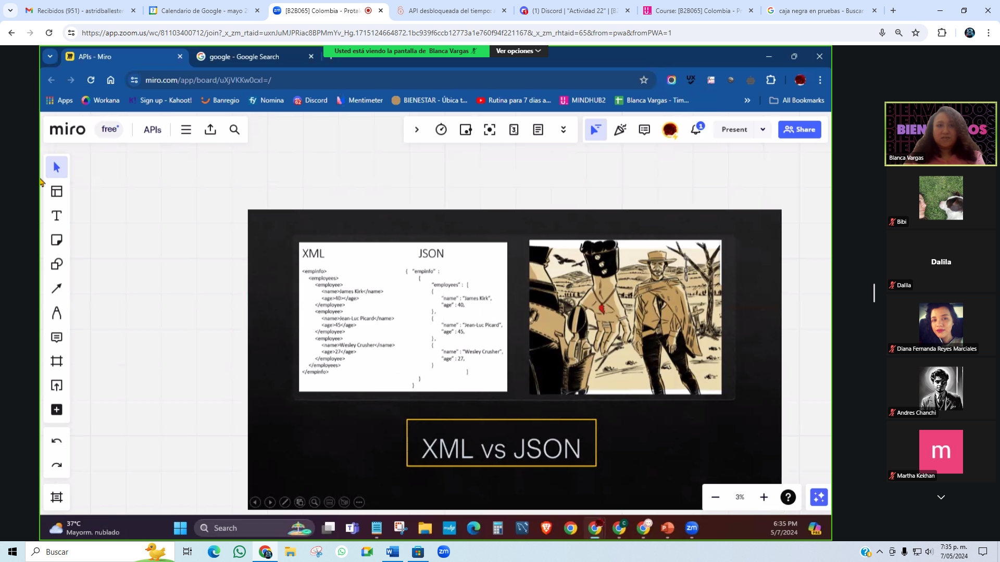 Recibidos (951) - astridballester
Calendario de Google - mayo 2
[B2B065] Colombia - Protale
API desbloqueada del tiempo:
(1) Discord | "Actividad 22" | [B
Course: [B2B065] Colombia - P
caja negra en pruebas - Buscar
https://app.zoom.us/wc/81103400712/join?_x_zm_rtaid=uxnJuMJPRiac8BPMmYv_Hg.1715124664872.1bc939f6ccb12773a1e760f94f221167&_x_zm_rhtaid=65&from=pwa&fromPWA=1
Usted está viendo la pantalla de Blanca Vargas
Ver opciones
APIs - Miro
google - Google Search
miro.com/app/board/uXjVKKw0cxI=/
Apps
Workana
Sign up - Kahoot!
Banregio
Nomina
Discord
Mentimeter
BIENESTAR - Úbica t...
Rutina para 7 dias a...
MINDHUB2
Blanca Vargas - Tim...
All Bookmarks
miro
free
APIs
Present
Share
XML
<empinfo>
<employees>
<employee>
<name>James Kirk</name>
<age>40></age>
</employee>
<employee>
<name>Jean-Luc Picard</name>
<age>45</age>
</employee>
<employee>
<name>Wesley Crusher</name>
<age>27</age>
</employee>
</employees>
</empinfo>
JSON
{ "empinfo" :
{
"employees" : [
{
"name" : "James Kirk",
"age" : 40,
},
{
"name" : "Jean-Luc Picard",
"age" : 45,
},
{
"name" : "Wesley Crusher",
"age" : 27,
}
]
}
}
XML vs JSON
3%
BIENVENIDOS
Blanca Vargas
Bibi
Dalila
Dalila
Diana Fernanda Reyes Marciales
Andres Chanchi
m
Martha Kekhan
37°C
Mayorm. nublado
Search
6:35 PM
5/7/2024
Buscar
7:35 p. m.
7/05/2024